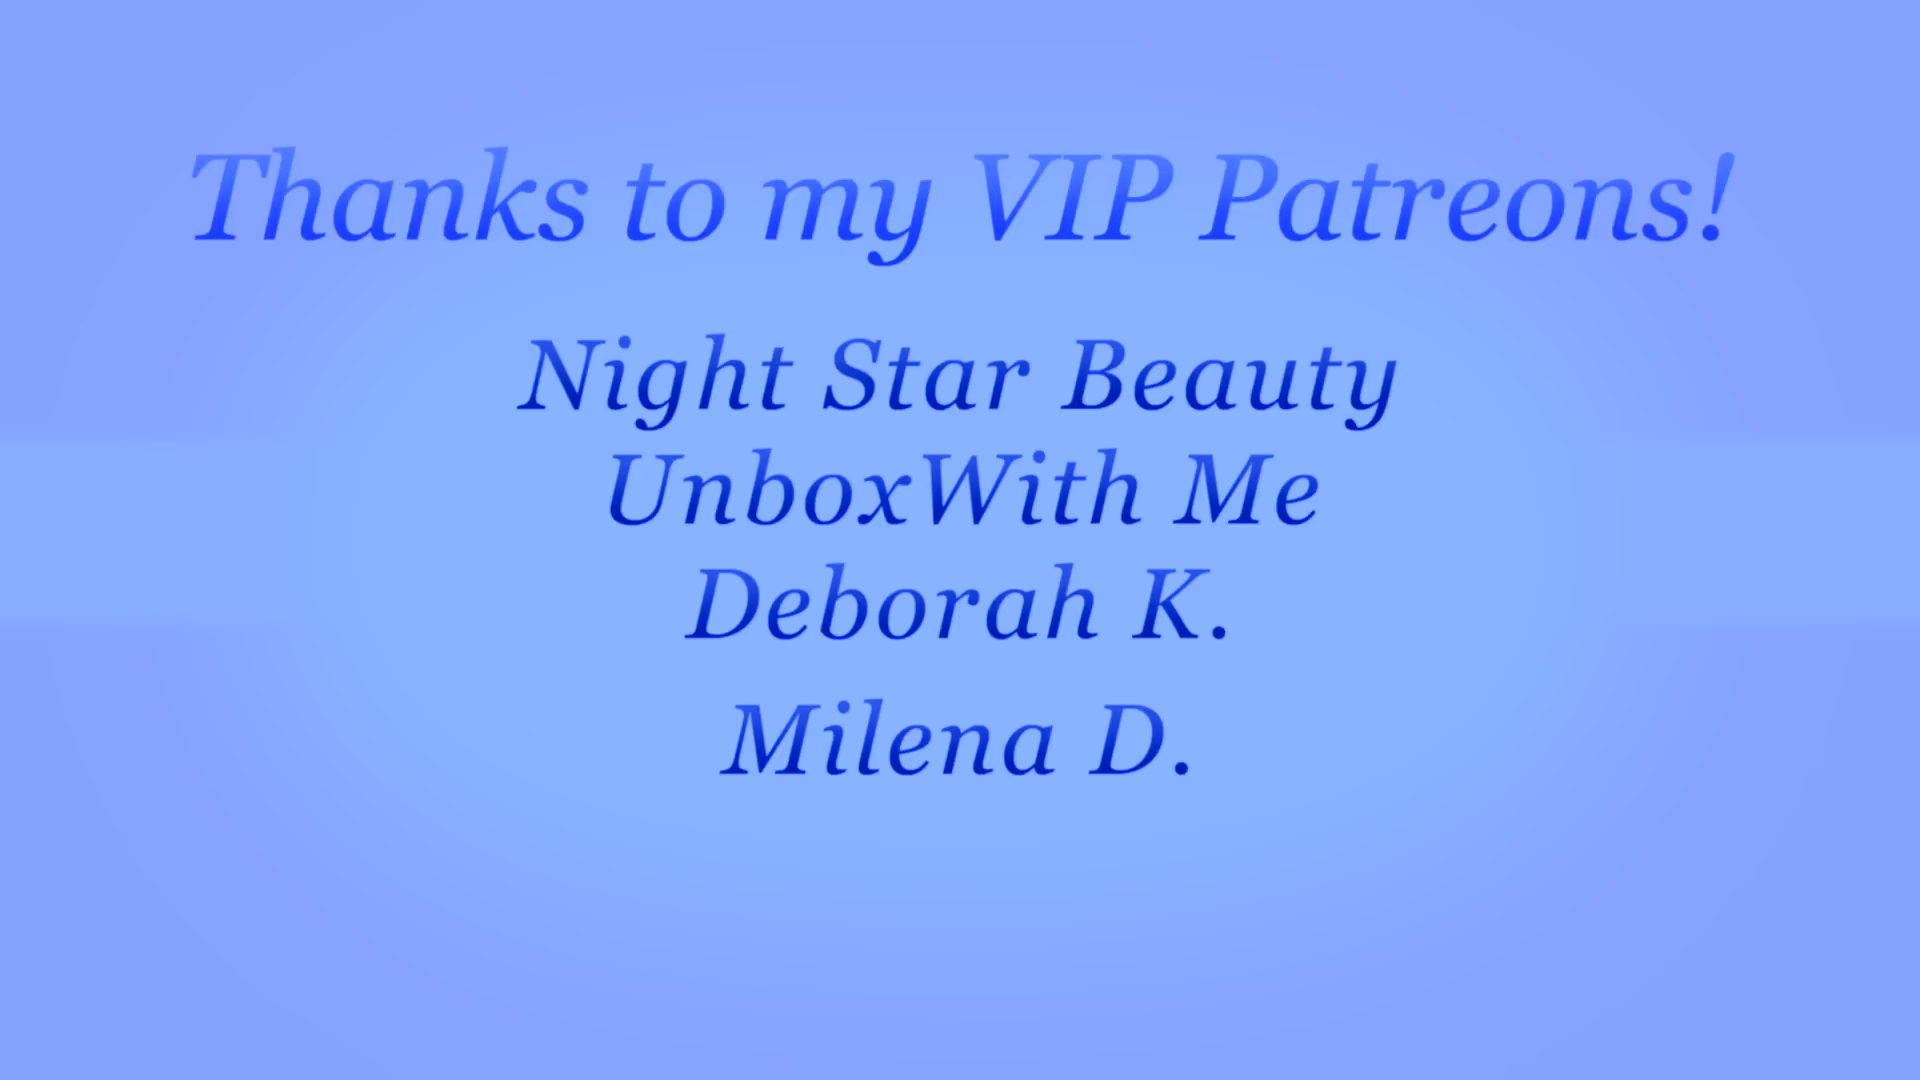 Thanks to my VIP Patreons!
Night Star Beauty
UnboxWith Me
Deborah K.
Milena D.